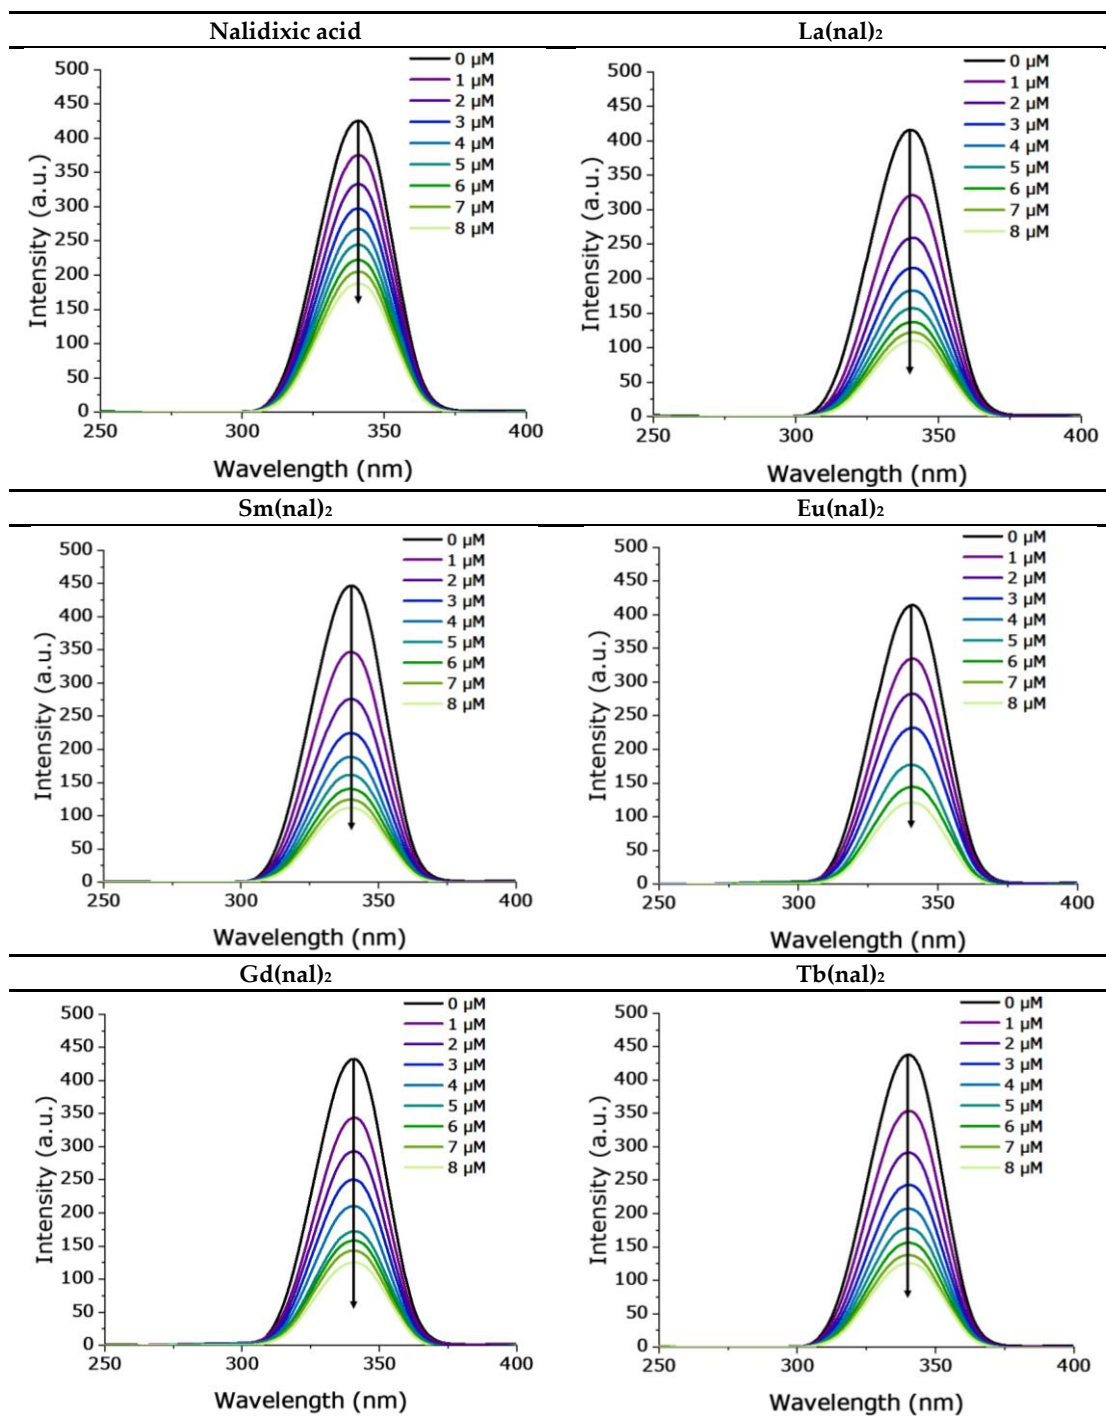 Nalidixic acid
La(nal)₂
500
450
400
350
300
250
200
150
100
50
0
250
300
350
400
Intensity (a.u.)
Wavelength (nm)
0 µM
1 µM
2 µM
3 µM
4 µM
5 µM
6 µM
7 µM
8 µM
500
450
400
350
300
250
200
150
100
50
0
250
300
350
400
Intensity (a.u.)
Wavelength (nm)
0 µM
1 µM
2 µM
3 µM
4 µM
5 µM
6 µM
7 µM
8 µM
Sm(nal)₂
Eu(nal)₂
500
450
400
350
300
250
200
150
100
50
0
250
300
350
400
Intensity (a.u.)
Wavelength (nm)
0 µM
1 µM
2 µM
3 µM
4 µM
5 µM
6 µM
7 µM
8 µM
500
450
400
350
300
250
200
150
100
50
0
250
300
350
400
Intensity (a.u.)
Wavelength (nm)
0 µM
1 µM
2 µM
3 µM
4 µM
5 µM
6 µM
7 µM
8 µM
Gd(nal)₂
Tb(nal)₂
500
450
400
350
300
250
200
150
100
50
0
250
300
350
400
Intensity (a.u.)
Wavelength (nm)
0 µM
1 µM
2 µM
3 µM
4 µM
5 µM
6 µM
7 µM
8 µM
500
450
400
350
300
250
200
150
100
50
0
250
300
350
400
Intensity (a.u.)
Wavelength (nm)
0 µM
1 µM
2 µM
3 µM
4 µM
5 µM
6 µM
7 µM
8 µM